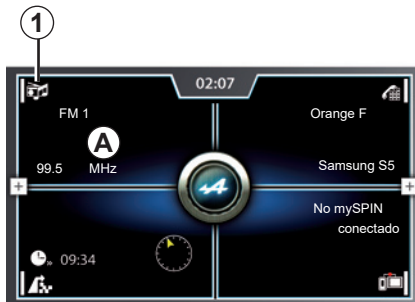 1
02:07
FM 1
A
99.5 MHz
Orange F
Samsung S5
No mySPIN
conectado
09:34